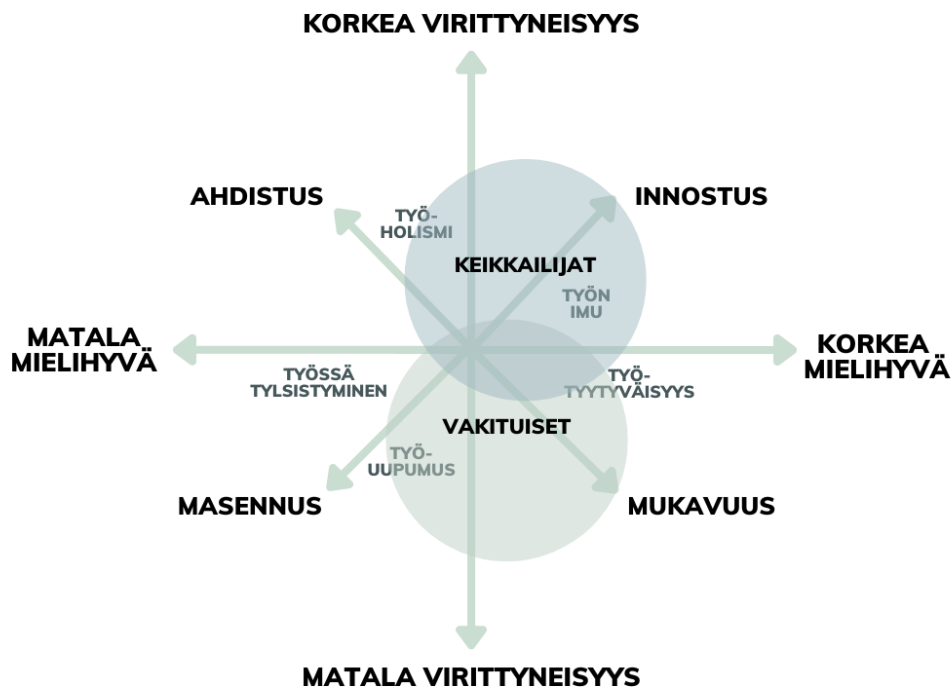 KORKEA VIRITTYNEISYYS
AHDISTUS
TYÖ-
HOLISMI
INNOSTUS
KEIKKAILIJAT
TYÖN
IMU
MATALA
MIELIHYVÄ
KORKEA
MIELIHYVÄ
TYÖSSÄ
TYLSISTYMINEN
TYÖ-
TYYTYVÄISYYS
VAKITUISET
TYÖ-
UUPUMUS
MASENNUS
MUKAVUUS
MATALA VIRITTYNEISYYS